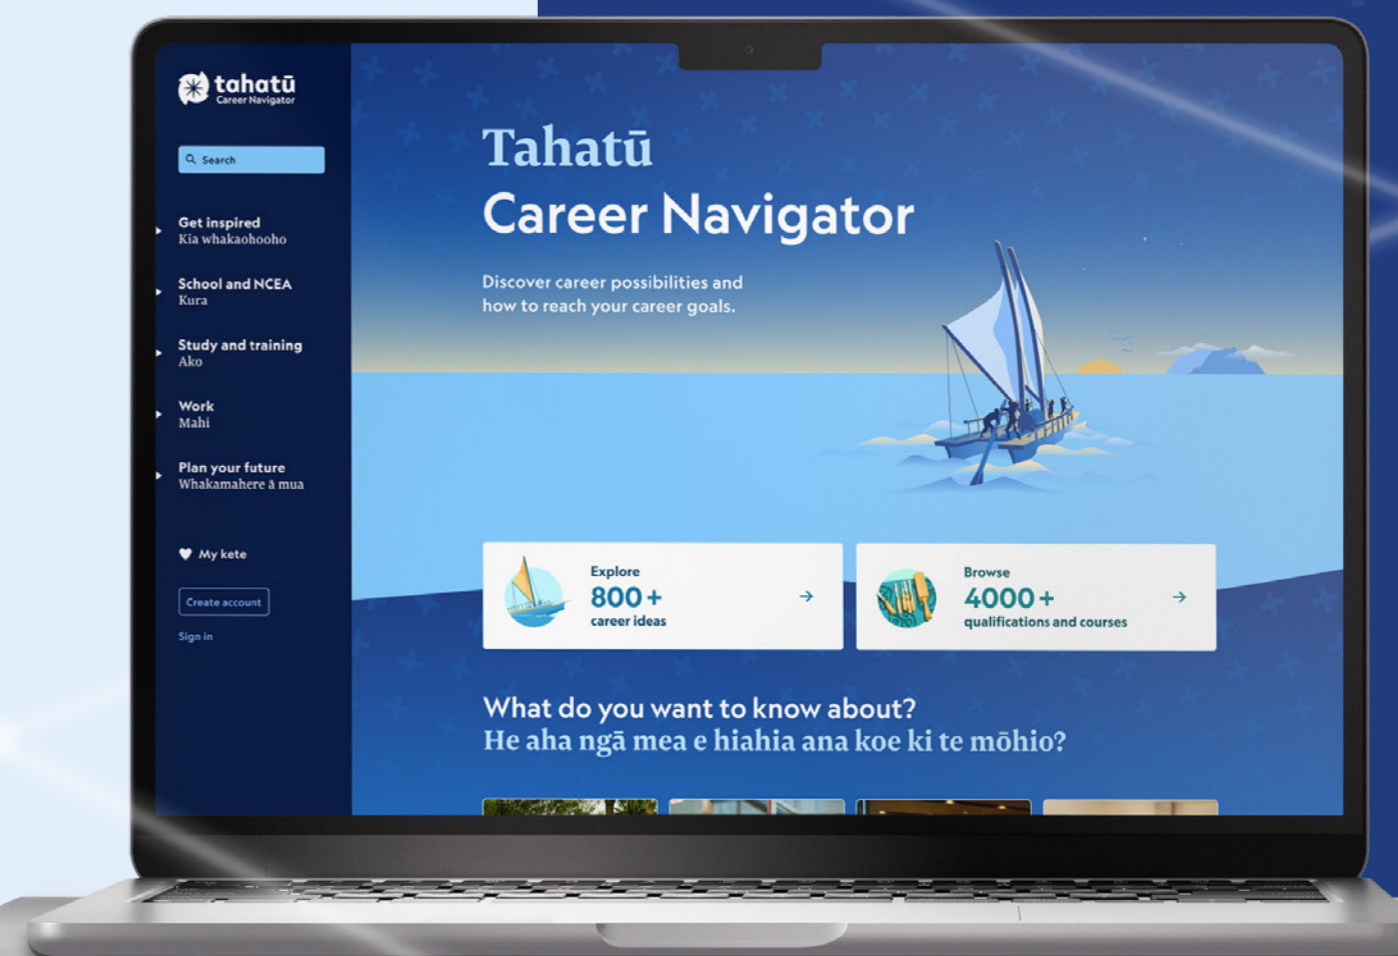 tahatū
Career Navigator
Search
Get inspired
Kia whakaohooho
School and NCEA
Kura
Study and training
Ako
Work
Mahi
Plan your future
Whakamahere ā mua
My kete
Create account
Sign in
Tahatū
Career Navigator
Discover career possibilities and
how to reach your career goals.
Explore
800+
career ideas
Browse
4000+
qualifications and courses
What do you want to know about?
He aha ngā mea e hiahia ana koe ki te mōhio?